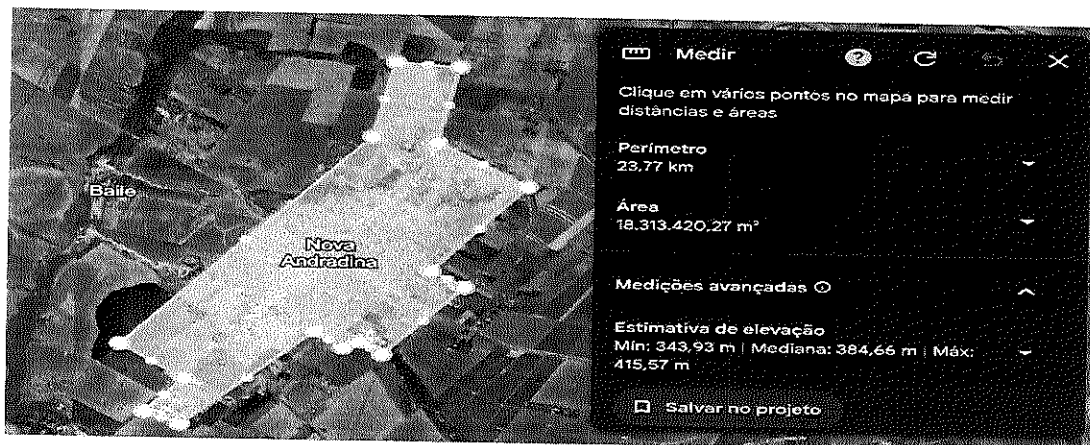 Baile
Nova
Andradina
Medir
Clique em vários pontos no mapa para medir
distâncias e áreas
Perímetro
23,77 km
Área
18.313.420,27 m²
Medições avançadas
Estimativa de elevação
Mín: 343,93 m | Mediana: 384,66 m | Máx:
415,57 m
Salvar no projeto